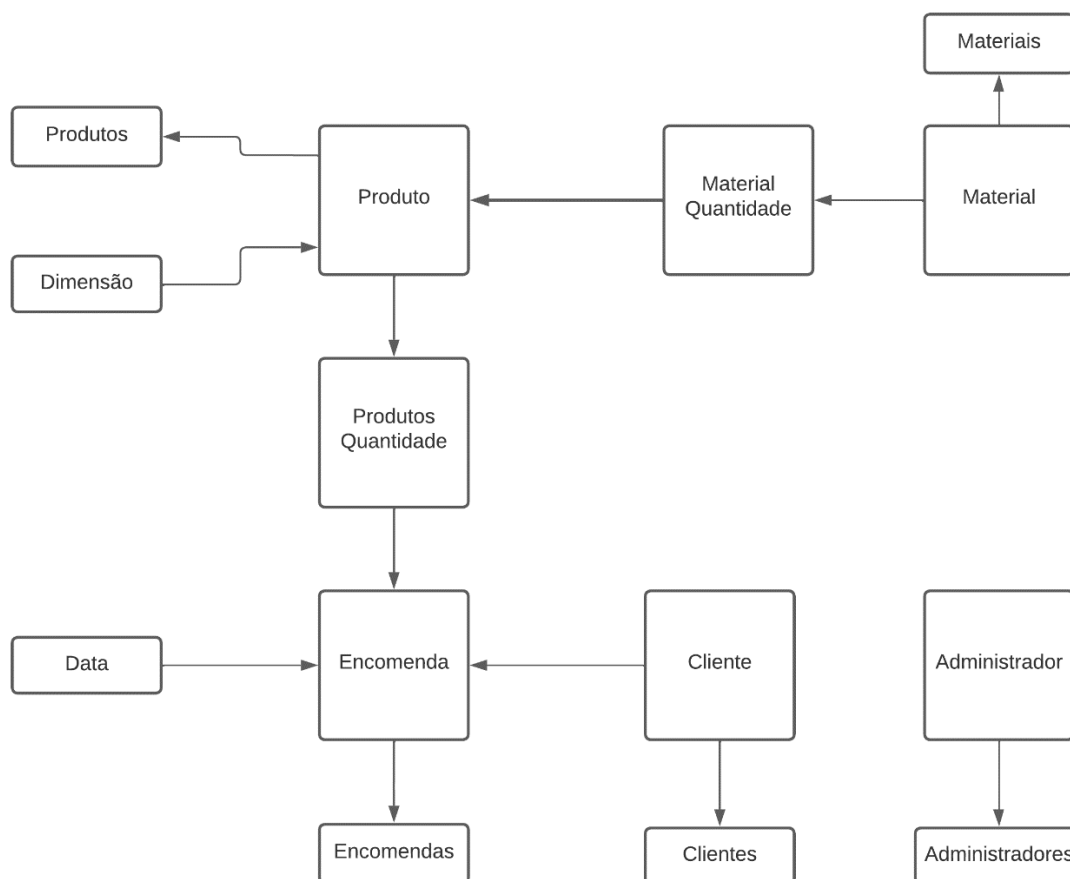 Materiais
Produtos
Produto
Material
Quantidade
Material
Dimensão
Produtos
Quantidade
Data
Encomenda
Cliente
Administrador
Encomendas
Clientes
Administradores